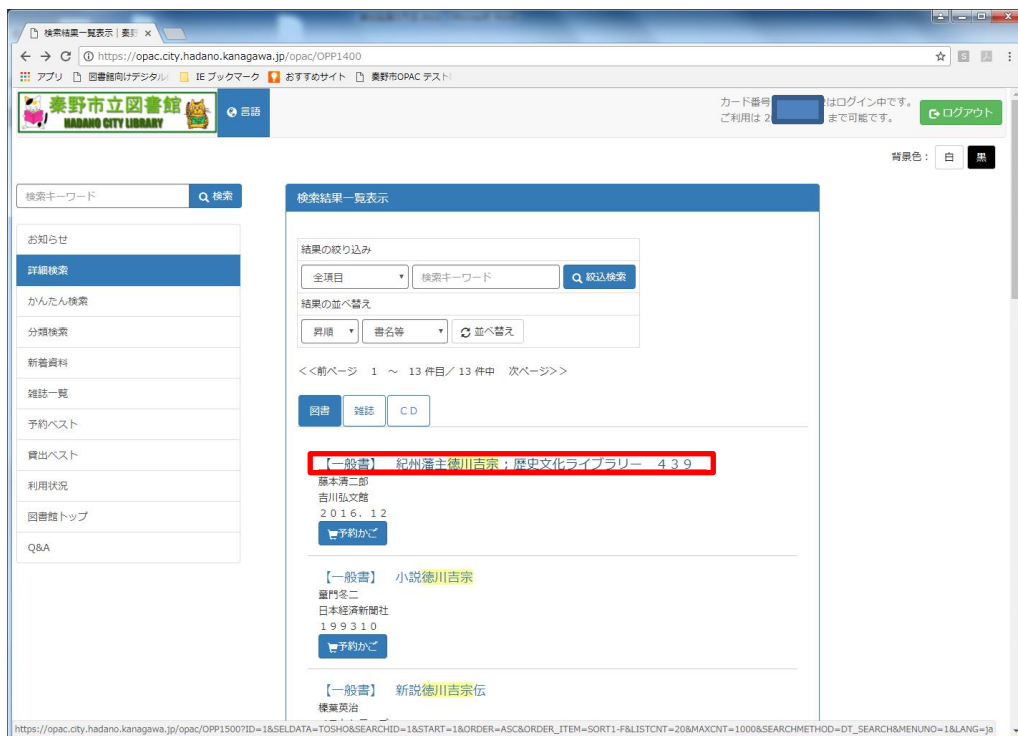 検索結果一覧表示 | 秦野
https://opac.city.hadano.kanagawa.jp/opac/OPP1400
アプリ 図書館向けデジタル IE ブックマーク おすすめサイト 秦野市OPAC テスト
秦野市立図書館
HADANO CITY LIBRARY
言語
カード番号 はログイン中です。
ご利用は 2 まで可能です。
ログアウト
背景色： 白 黒
検索キーワード 検索
お知らせ
詳細検索
かんたん検索
分類検索
新着資料
雑誌一覧
予約ベスト
貸出ベスト
利用状況
図書館トップ
Q&A
検索結果一覧表示
結果の絞り込み
全項目 検索キーワード 絞込検索
結果の並べ替え
昇順 書名等 並べ替え
<<前ページ 1 ～ 13 件目／ 13 件中 次ページ>>
図書 雑誌 ＣＤ
【一般書】 紀州藩主徳川吉宗；歴史文化ライブラリー ４３９
藤本清二郎
吉川弘文館
２０１６．１２
予約かご
【一般書】 小説徳川吉宗
童門冬二
日本経済新聞社
１９９３１０
予約かご
【一般書】 新説徳川吉宗伝
榛葉英治
https://opac.city.hadano.kanagawa.jp/opac/OPP1500?ID=1&SELDATA=TOSHO&SEARCHID=1&START=1&ORDER=ASC&ORDER_ITEM=SORT1-F&LISTCNT=20&MAXCNT=1000&SEARCHMETHOD=DT_SEARCH&MENUNO=1&LANG=ja